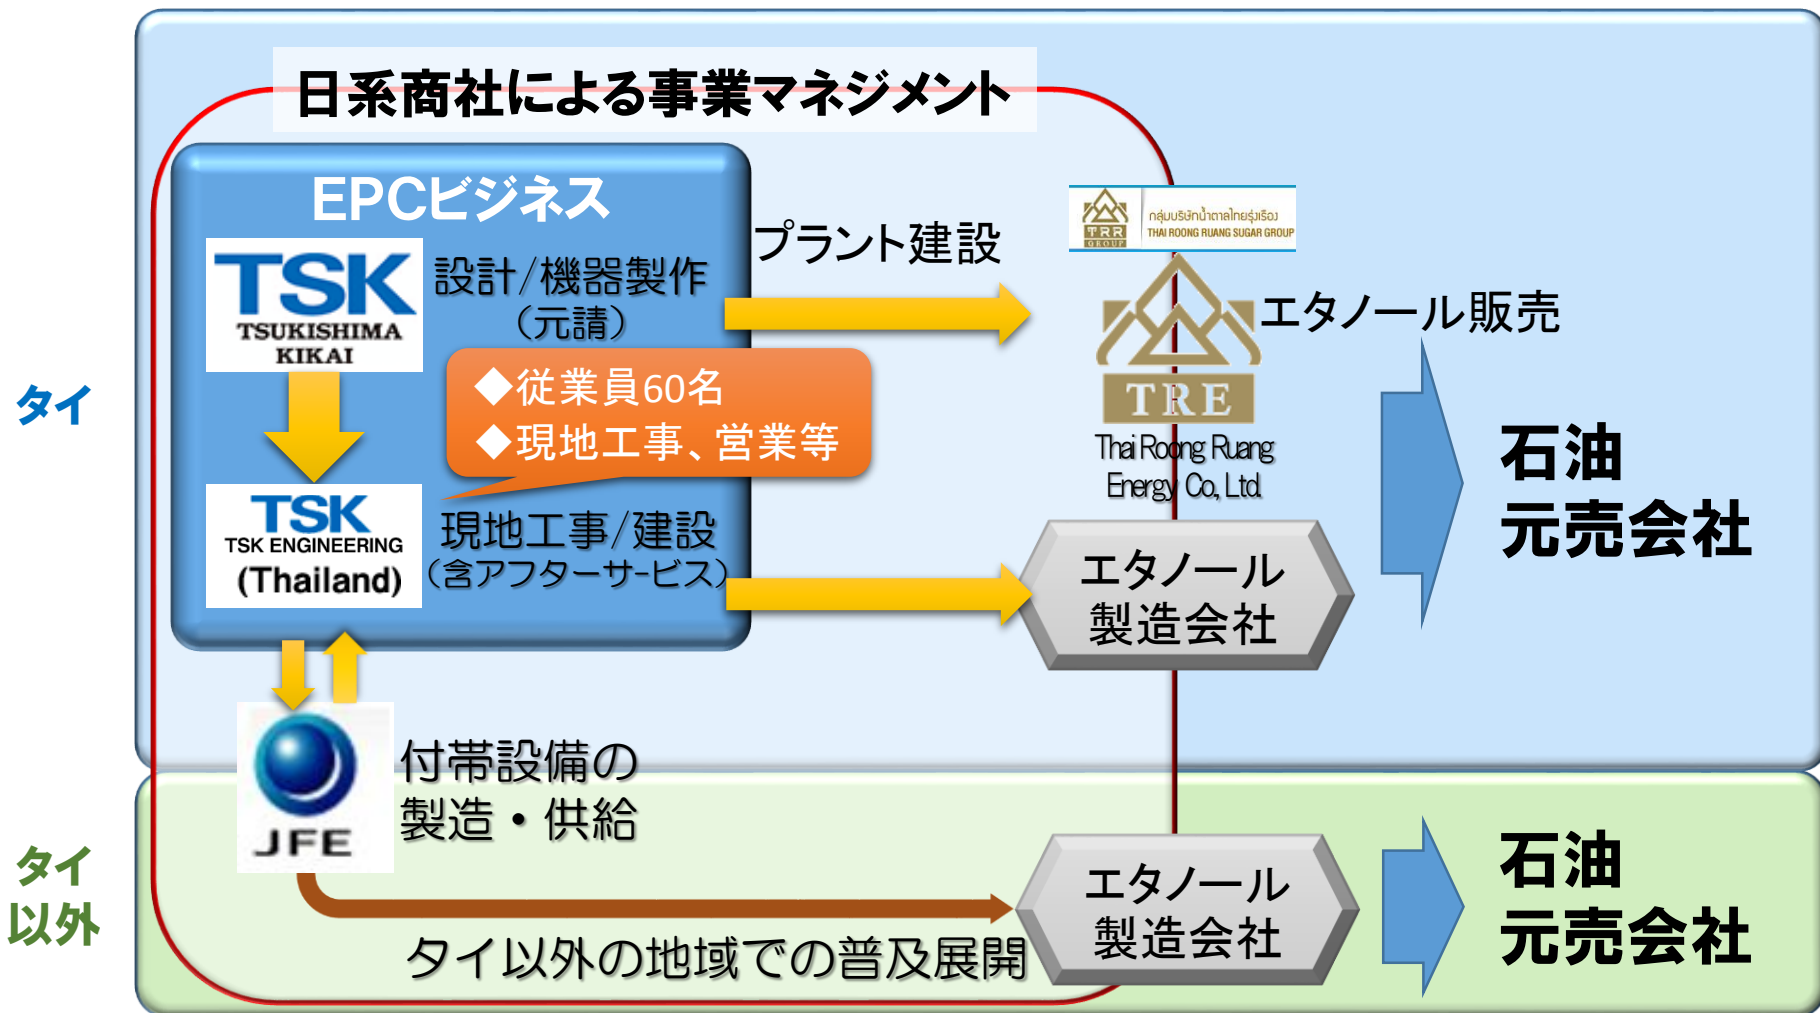 日系商社による事業マネジメント
EPCビジネス
TSK
TSUKISHIMA
KIKAI
設計/機器製作
(元請)
プラント建設
กลุ่มบริษัทน้ำตาลไทยรุ่งเรือง
THAI ROONG RUANG SUGAR GROUP
TRR
GROUP
TRE
Thai Roong Ruang
Energy Co., Ltd.
エタノール販売
◆従業員60名
◆現地工事、営業等
タイ
石油
元売会社
TSK
TSK ENGINEERING
(Thailand)
現地工事/建設
(含アフターサービス)
エタノール
製造会社
JFE
付帯設備の
製造・供給
タイ
以外
エタノール
製造会社
石油
元売会社
タイ以外の地域での普及展開